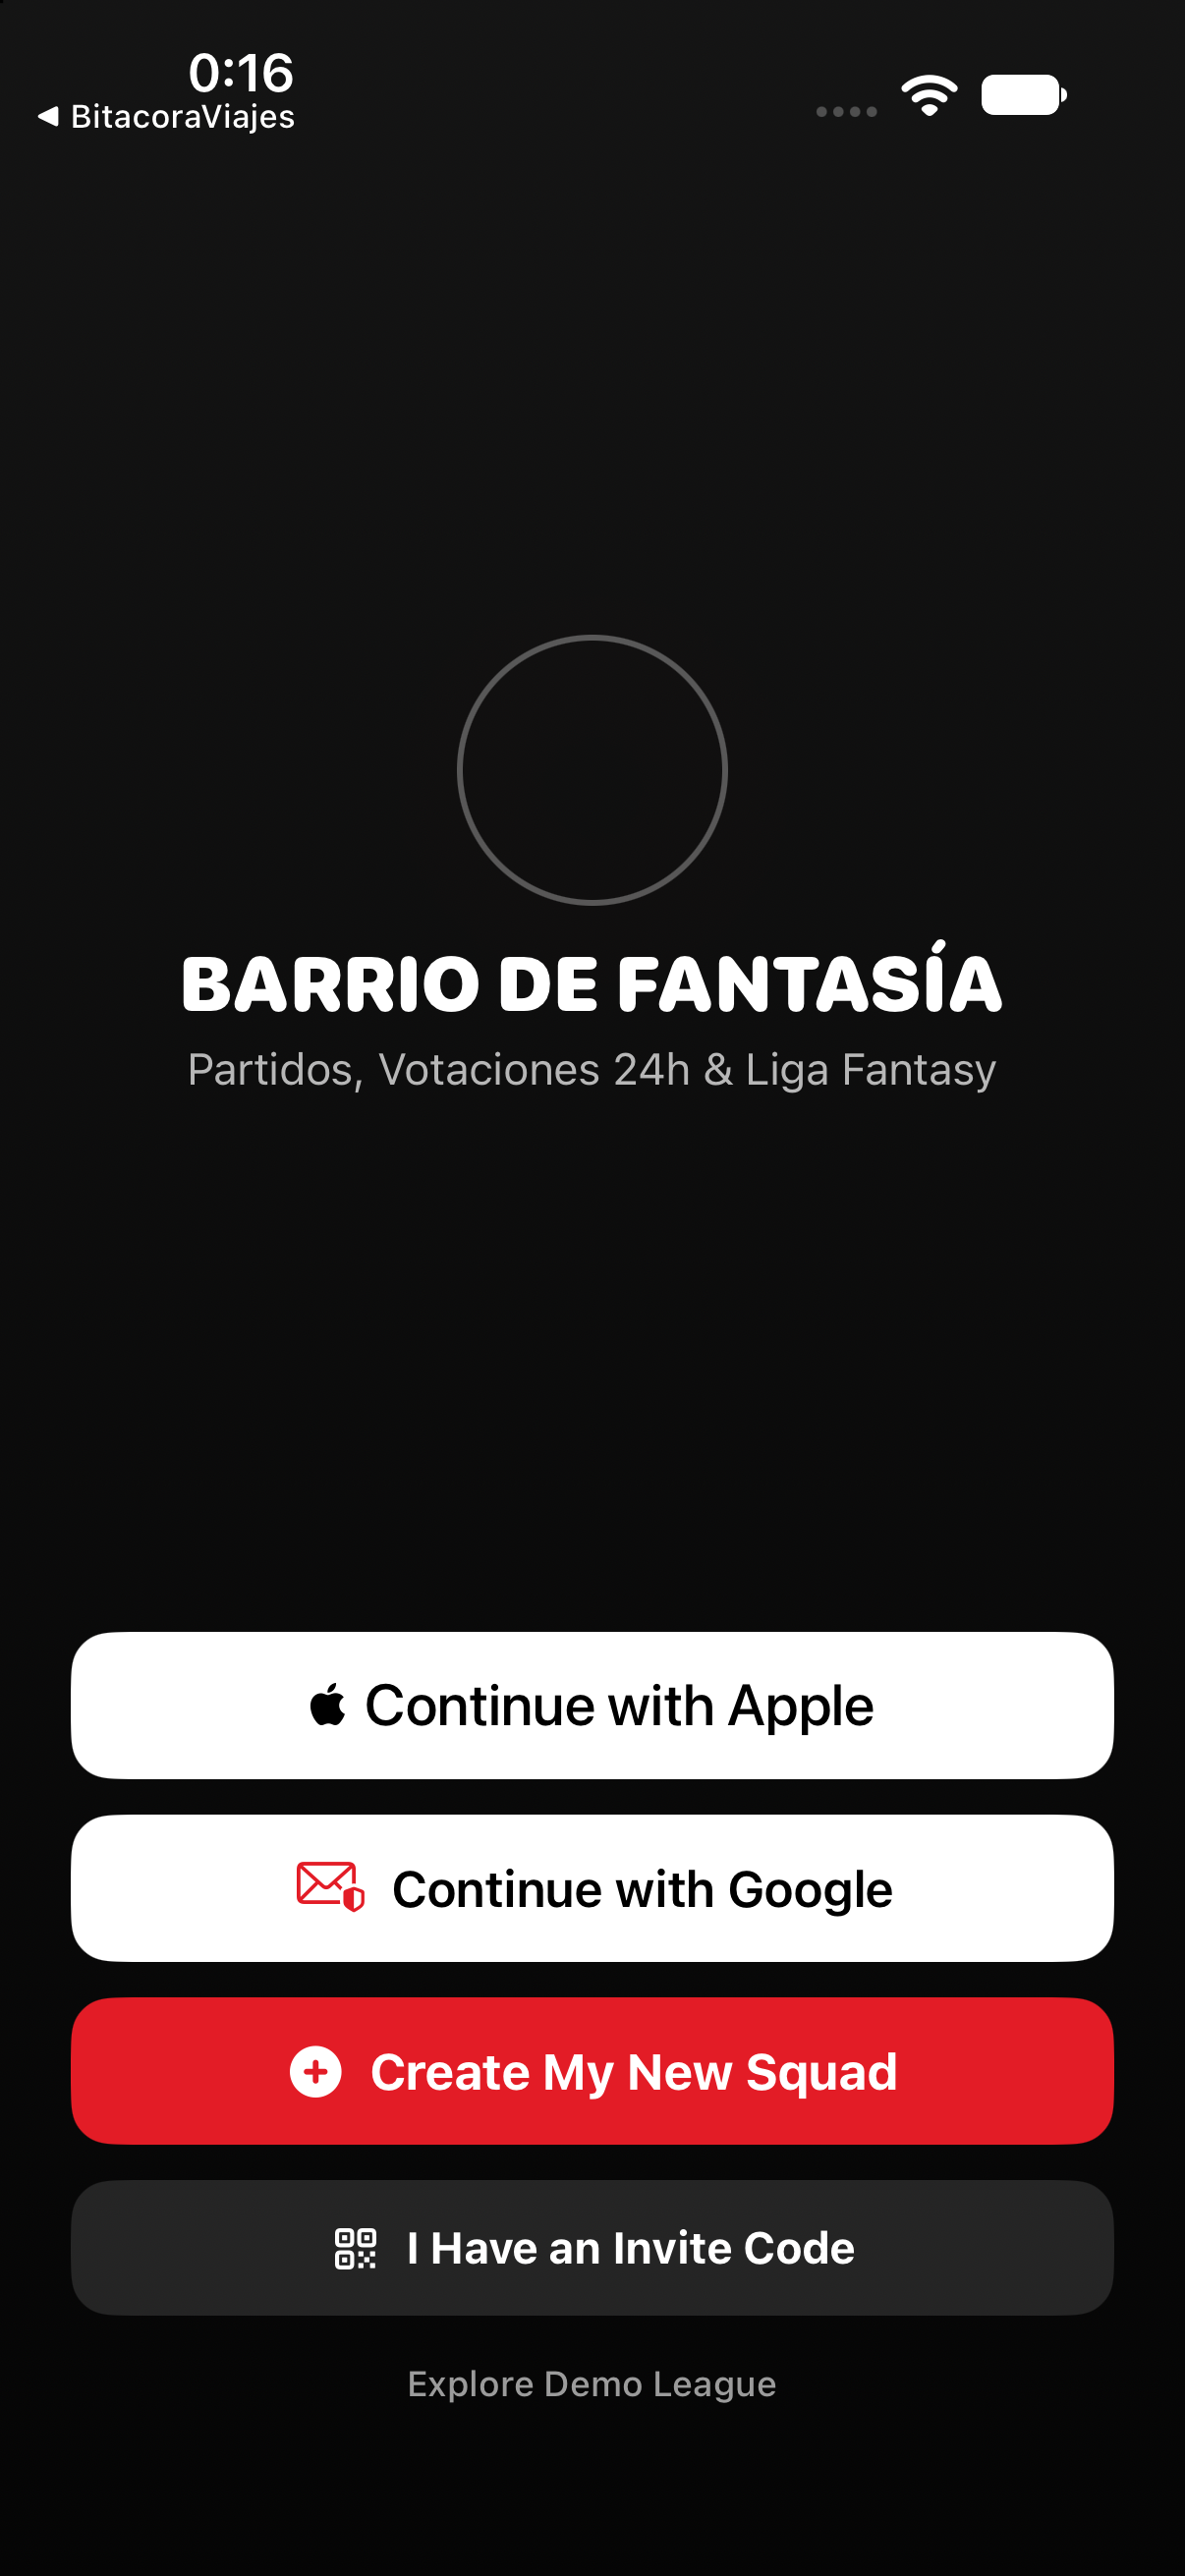 0:16
◀ BitacoraViajes
BARRIO DE FANTASÍA
Partidos, Votaciones 24h & Liga Fantasy
Continue with Apple
Continue with Google
Create My New Squad
I Have an Invite Code
Explore Demo League